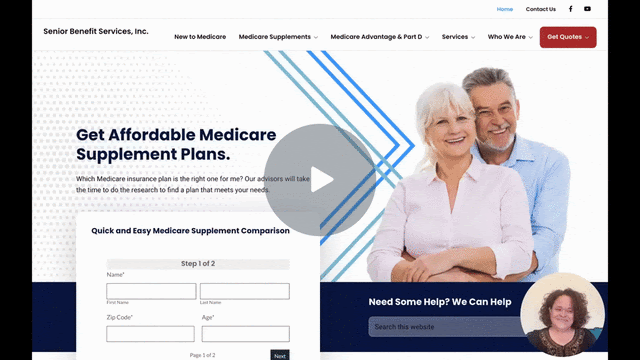 Home Contact Us
Senior Benefit Services, Inc.
New to Medicare Medicare Supplements Medicare Advantage & Part D Services Who We Are Get Quotes
Get Affordable Medicare
Supplement Plans.
Which Medicare insurance plan is the right one for me? Our advisors will take
the time to do the research to find a plan that meets your needs.
Quick and Easy Medicare Supplement Comparison
Step 1 of 2
Name*
First Name Last Name
Zip Code* Age*
Page 1 of 2 Next
Need Some Help? We Can Help
Search this website